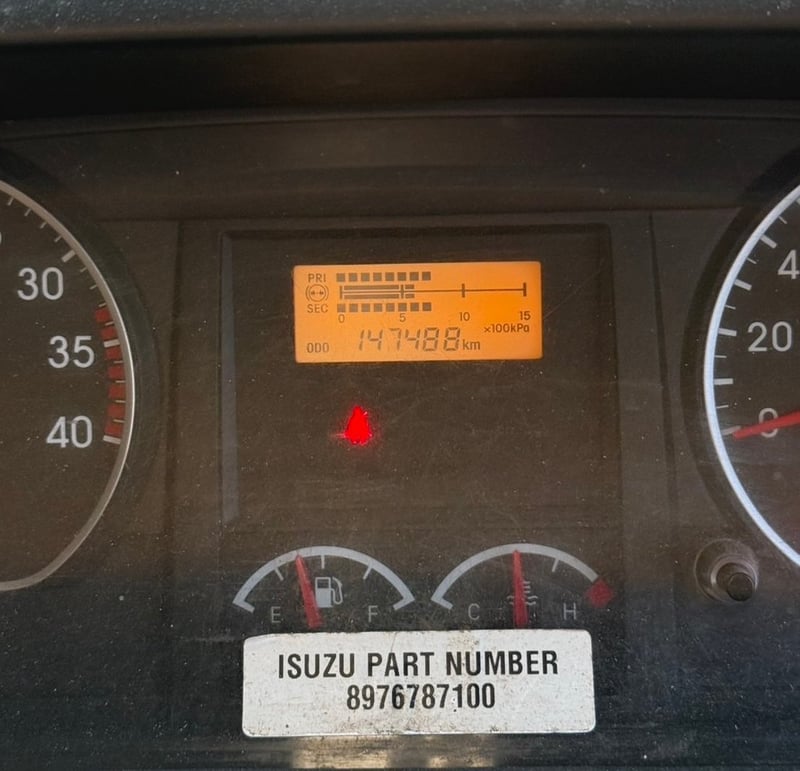 30
35
40
PRI
SEC
0 5 10 15
×100kPa
ODO 147488 km
20
0
E F
C H
ISUZU PART NUMBER
8976787100